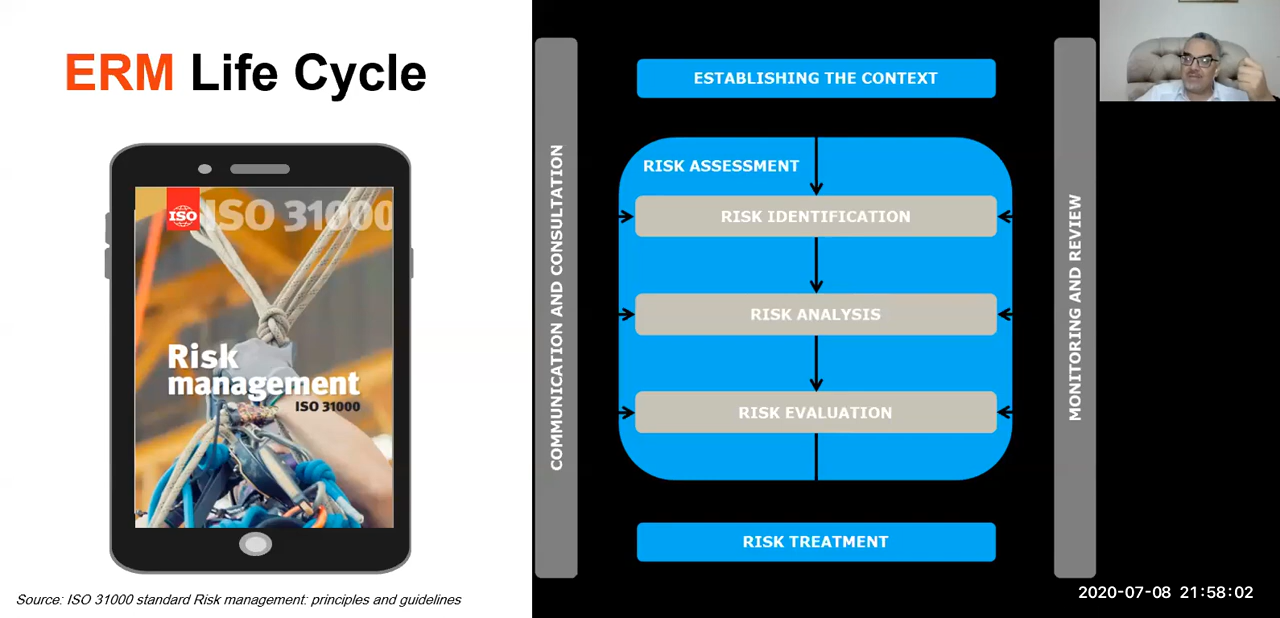 ERM Life Cycle
ISO
ISO 31000
Risk
management
ISO 31000
Source: ISO 31000 standard Risk management: principles and guidelines
COMMUNICATION AND CONSULTATION
ESTABLISHING THE CONTEXT
RISK ASSESSMENT
RISK IDENTIFICATION
RISK ANALYSIS
RISK EVALUATION
RISK TREATMENT
MONITORING AND REVIEW
2020-07-08 21:58:02